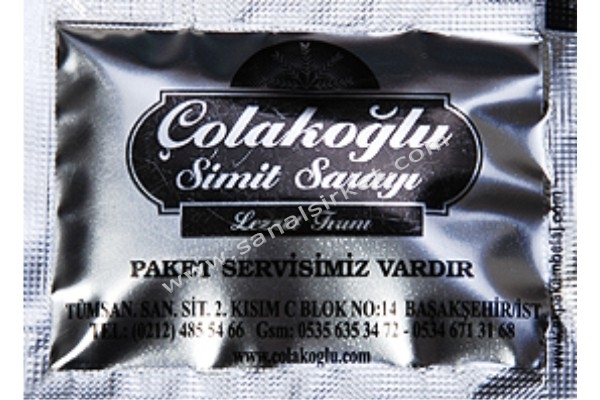 Çolakoğlu
Simit Sarayı
Lezzet Fırını
PAKET SERVİSİMİZ VARDIR
TÜMSAN. SAN. SİT. 2. KISIM C BLOK NO:14 BAŞAKŞEHİR/İST
TEL: (0212) 485 54 66 Gsm: 0535 635 34 72 - 0534 671 31 68
www.colakoglu.com
www.sanalsirket.com